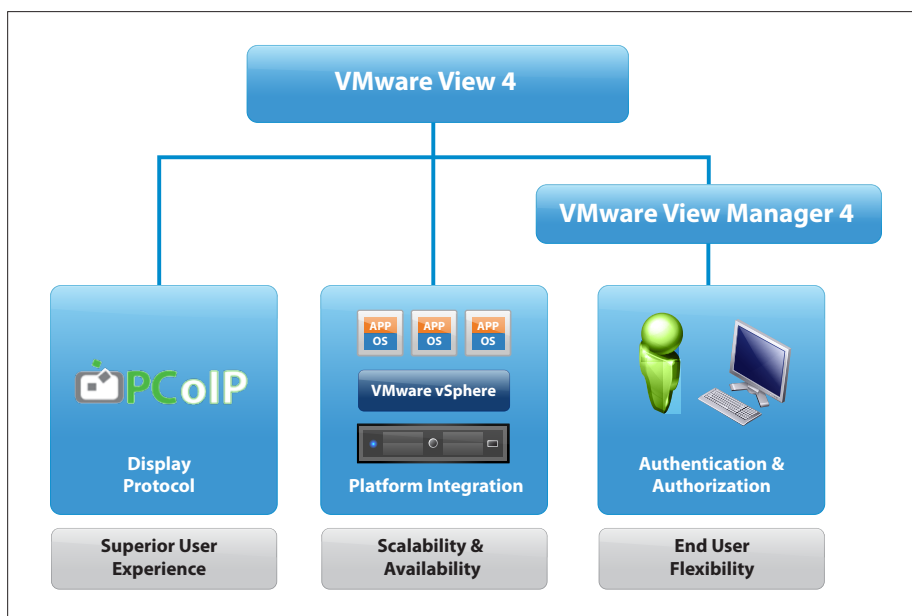 VMware View 4
VMware View Manager 4
PCoIP
Display
Protocol
Superior User
Experience
APP APP APP
OS OS OS
VMware vSphere
Platform Integration
Scalability &
Availability
Authentication &
Authorization
End User
Flexibility